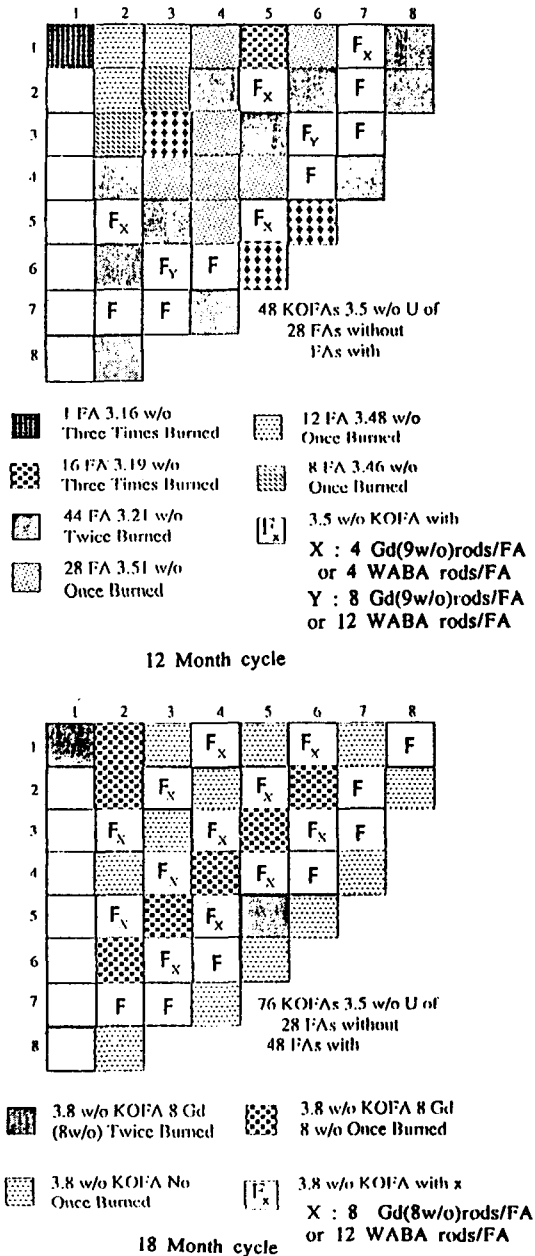 1 2 3 4 5 6 7 8
1 F X
2 F X F
3 F Y F
4 F
5 F X F X
6 F Y F
7 F F
8
48 KOFAs 3.5 w/o U of
28 FAs without
FAs with
1 FA 3.16 w/o
Three Times Burned
12 FA 3.48 w/o
Once Burned
16 FA 3.19 w/o
Three Times Burned
8 FA 3.46 w/o
Once Burned
44 FA 3.21 w/o
Twice Burned
F x 3.5 w/o KOFA with
X : 4 Gd(9w/o)rods/FA
or 4 WABA rods/FA
28 FA 3.51 w/o
Once Burned
Y : 8 Gd(9w/o)rods/FA
or 12 WABA rods/FA
12 Month cycle
1 2 3 4 5 6 7 8
1 F X F X F
2 F X F X F
3 F X F X F X F
4 F X F X F
5 F X F X
6 F X F
7 F F
8
76 KOFAs 3.5 w/o U of
28 FAs without
48 FAs with
3.8 w/o KOFA 8 Gd
(8w/o) Twice Burned
3.8 w/o KOFA 8 Gd
8 w/o Once Burned
3.8 w/o KOFA No
Once Burned
F x 3.8 w/o KOFA with x
X : 8 Gd(8w/o)rods/FA
or 12 WABA rods/FA
18 Month cycle